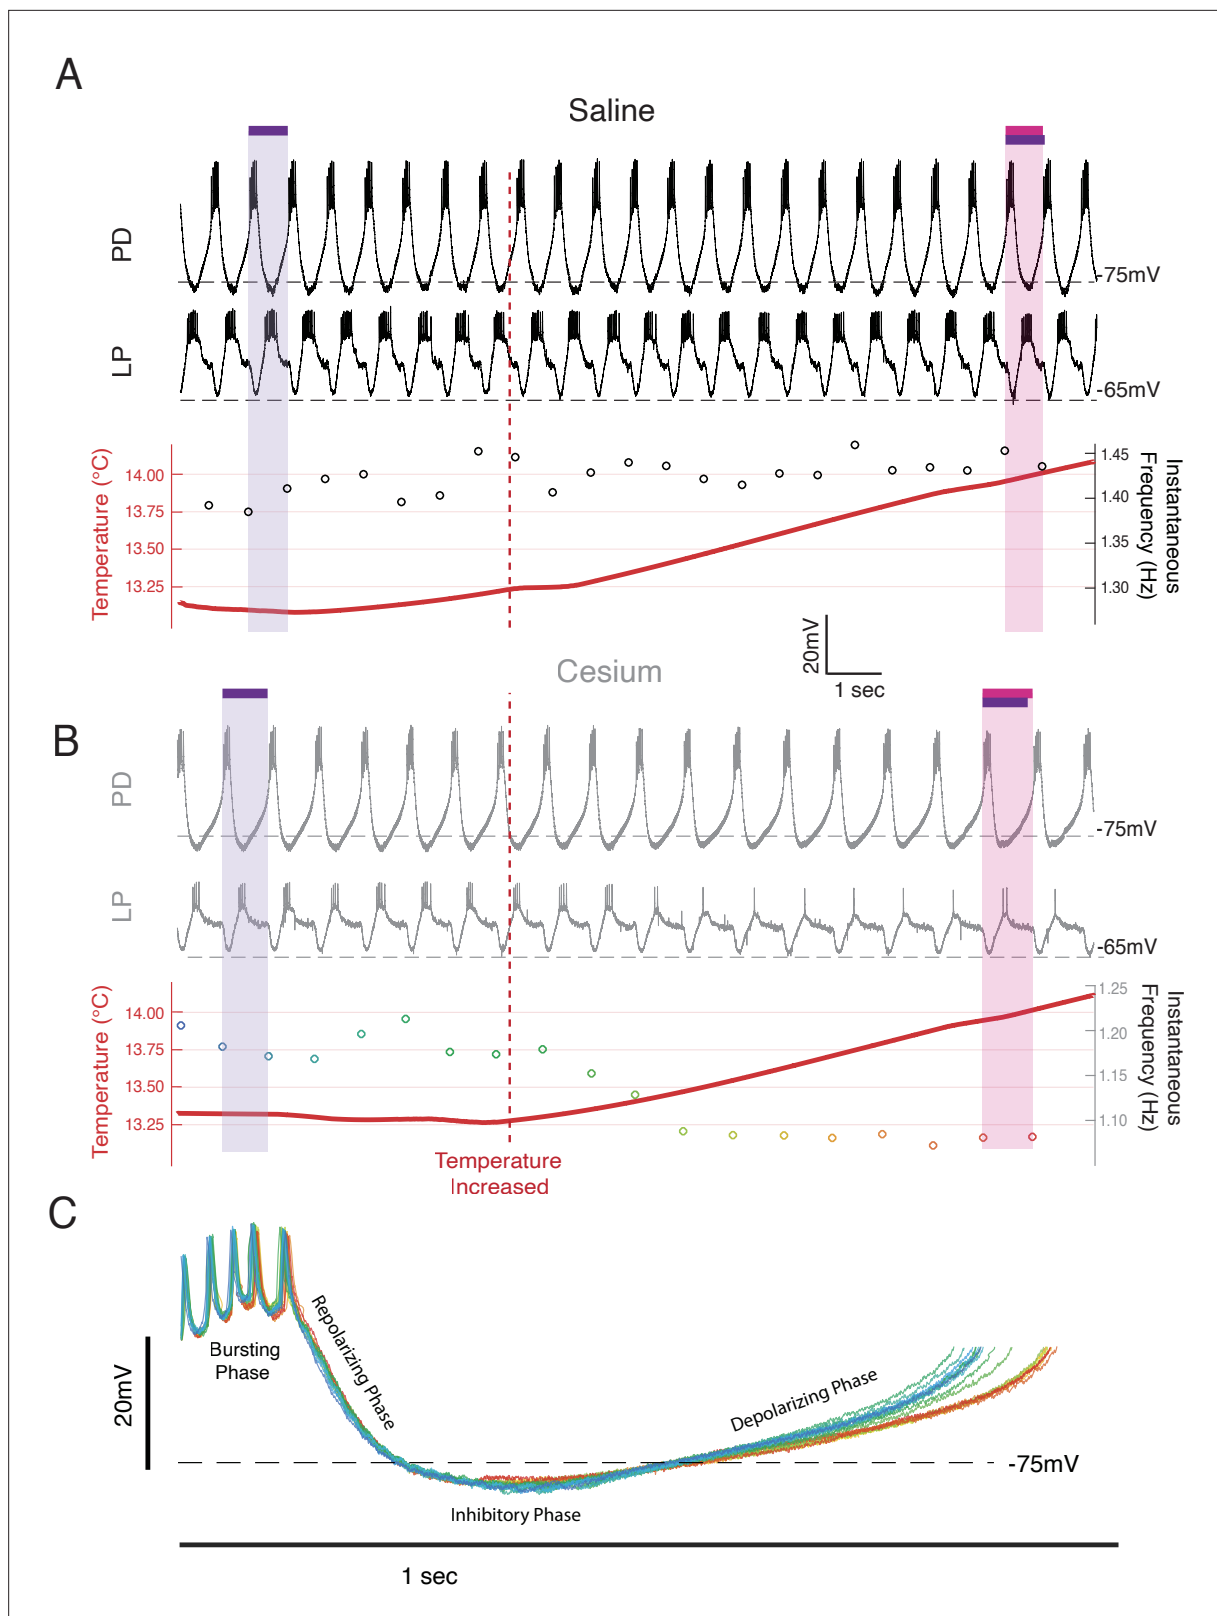 A
Saline
PD
-75mV
LP
-65mV
Temperature (°C)
14.00
13.75
13.50
13.25
1.45
1.40
1.35
1.30
Instantaneous
Frequency (Hz)
20mV
1 sec
Cesium
B
PD
-75mV
LP
-65mV
Temperature (°C)
14.00
13.75
13.50
13.25
1.25
1.20
1.15
1.10
Instantaneous
Frequency (Hz)
Temperature
Increased
C
Bursting
Phase
Repolarizing Phase
Depolarizing Phase
20mV
-75mV
Inhibitory Phase
1 sec